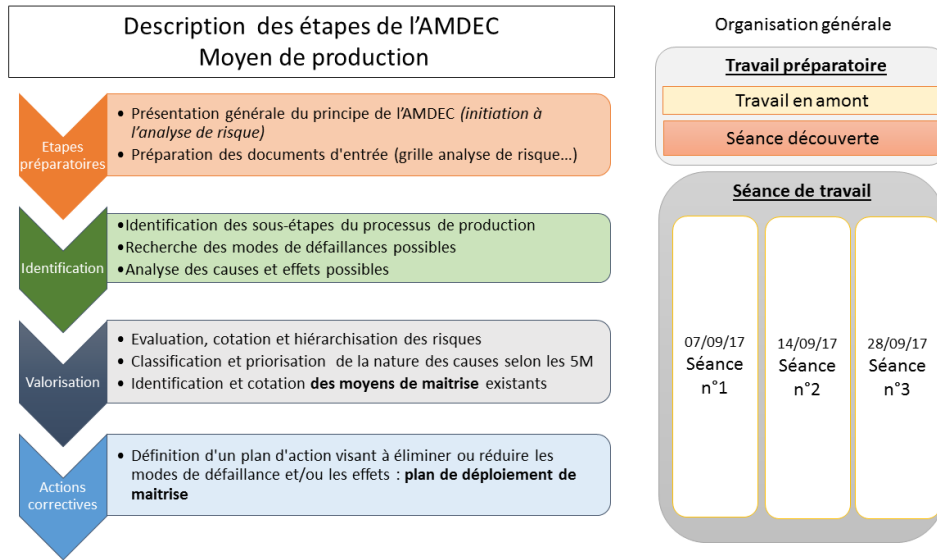 Description des étapes de l'AMDEC
Moyen de production
Etapes
préparatoires
• Présentation générale du principe de l'AMDEC (initiation à
l'analyse de risque)
• Préparation des documents d'entrée (grille analyse de risque...)
Identification
•Identification des sous-étapes du processus de production
•Recherche des modes de défaillances possibles
•Analyse des causes et effets possibles
Valorisation
• Evaluation, cotation et hiérarchisation des risques
• Classification et priorisation de la nature des causes selon les 5M
• Identification et cotation des moyens de maitrise existants
Actions
correctives
• Définition d'un plan d'action visant à éliminer ou réduire les
modes de défaillance et/ou les effets : plan de déploiement de
maitrise
Organisation générale
Travail préparatoire
Travail en amont
Séance découverte
Séance de travail
07/09/17
Séance
n°1
14/09/17
Séance
n°2
28/09/17
Séance
n°3